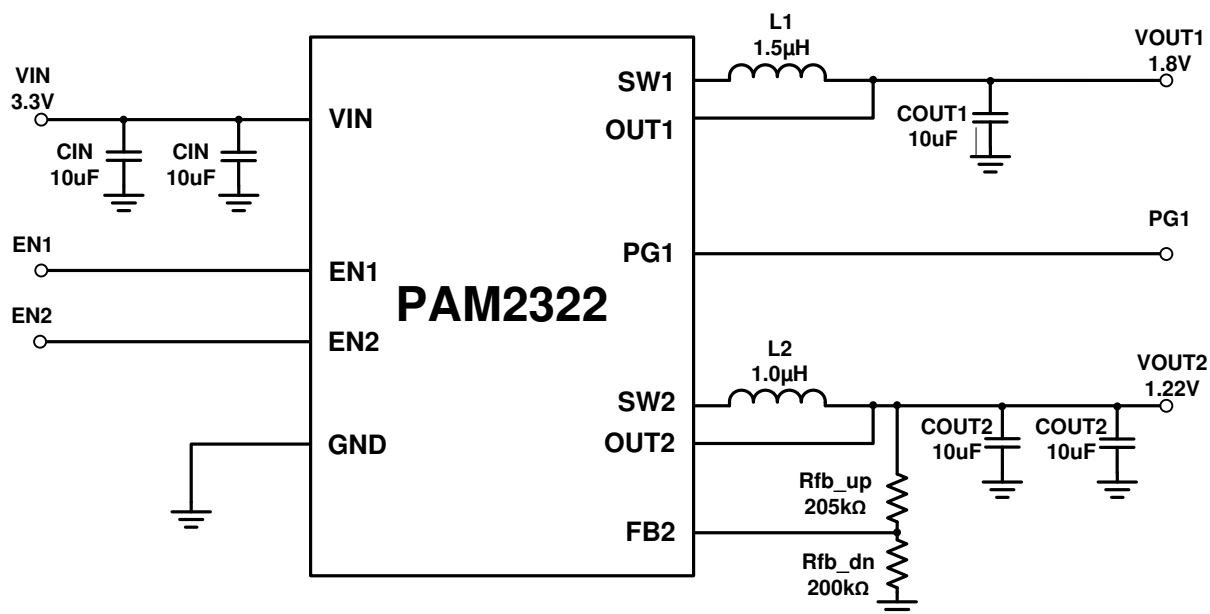 L1
1.5µH
VOUT1
1.8V
VIN
3.3V
SW1
VIN
OUT1
COUT1
10uF
CIN
10uF
CIN
10uF
PG1
EN1
PG1
EN1
PAM2322
EN2
EN2
L2
1.0µH
VOUT2
1.22V
SW2
GND
OUT2
COUT2
10uF
COUT2
10uF
Rfb_up
205kΩ
FB2
Rfb_dn
200kΩ